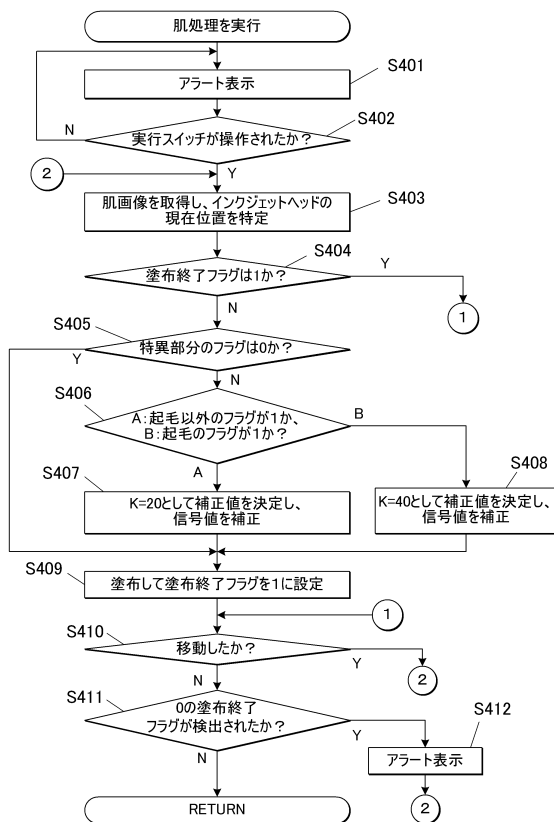 肌処理を実行
アラート表示
S401
実行スイッチが操作されたか？
S402
N
Y
2
肌画像を取得し、インクジェットヘッドの
現在位置を特定
S403
塗布終了フラグは1か？
S404
Y
1
N
S405
特異部分のフラグは0か？
Y
N
S406
A：起毛以外のフラグが1か、
B：起毛のフラグが1か？
B
A
S407
K=20として補正値を決定し、
信号値を補正
S408
K=40として補正値を決定し、
信号値を補正
S409
塗布して塗布終了フラグを1に設定
1
S410
移動したか？
Y
2
N
S411
0の塗布終了
フラグが検出されたか？
Y
S412
アラート表示
2
N
RETURN